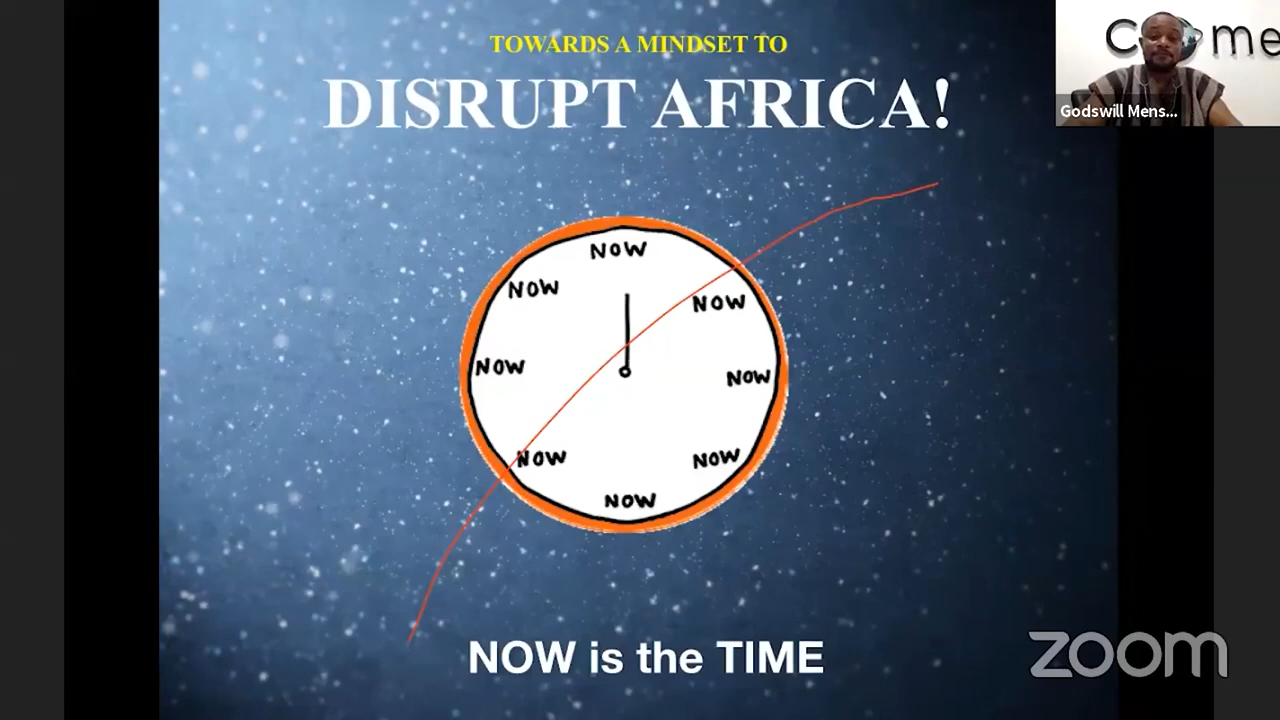 TOWARDS A MINDSET TO
DISRUPT AFRICA!
Godswill Mens...
NOW
NOW
NOW
NOW
NOW
NOW
NOW
NOW
NOW is the TIME
zoom